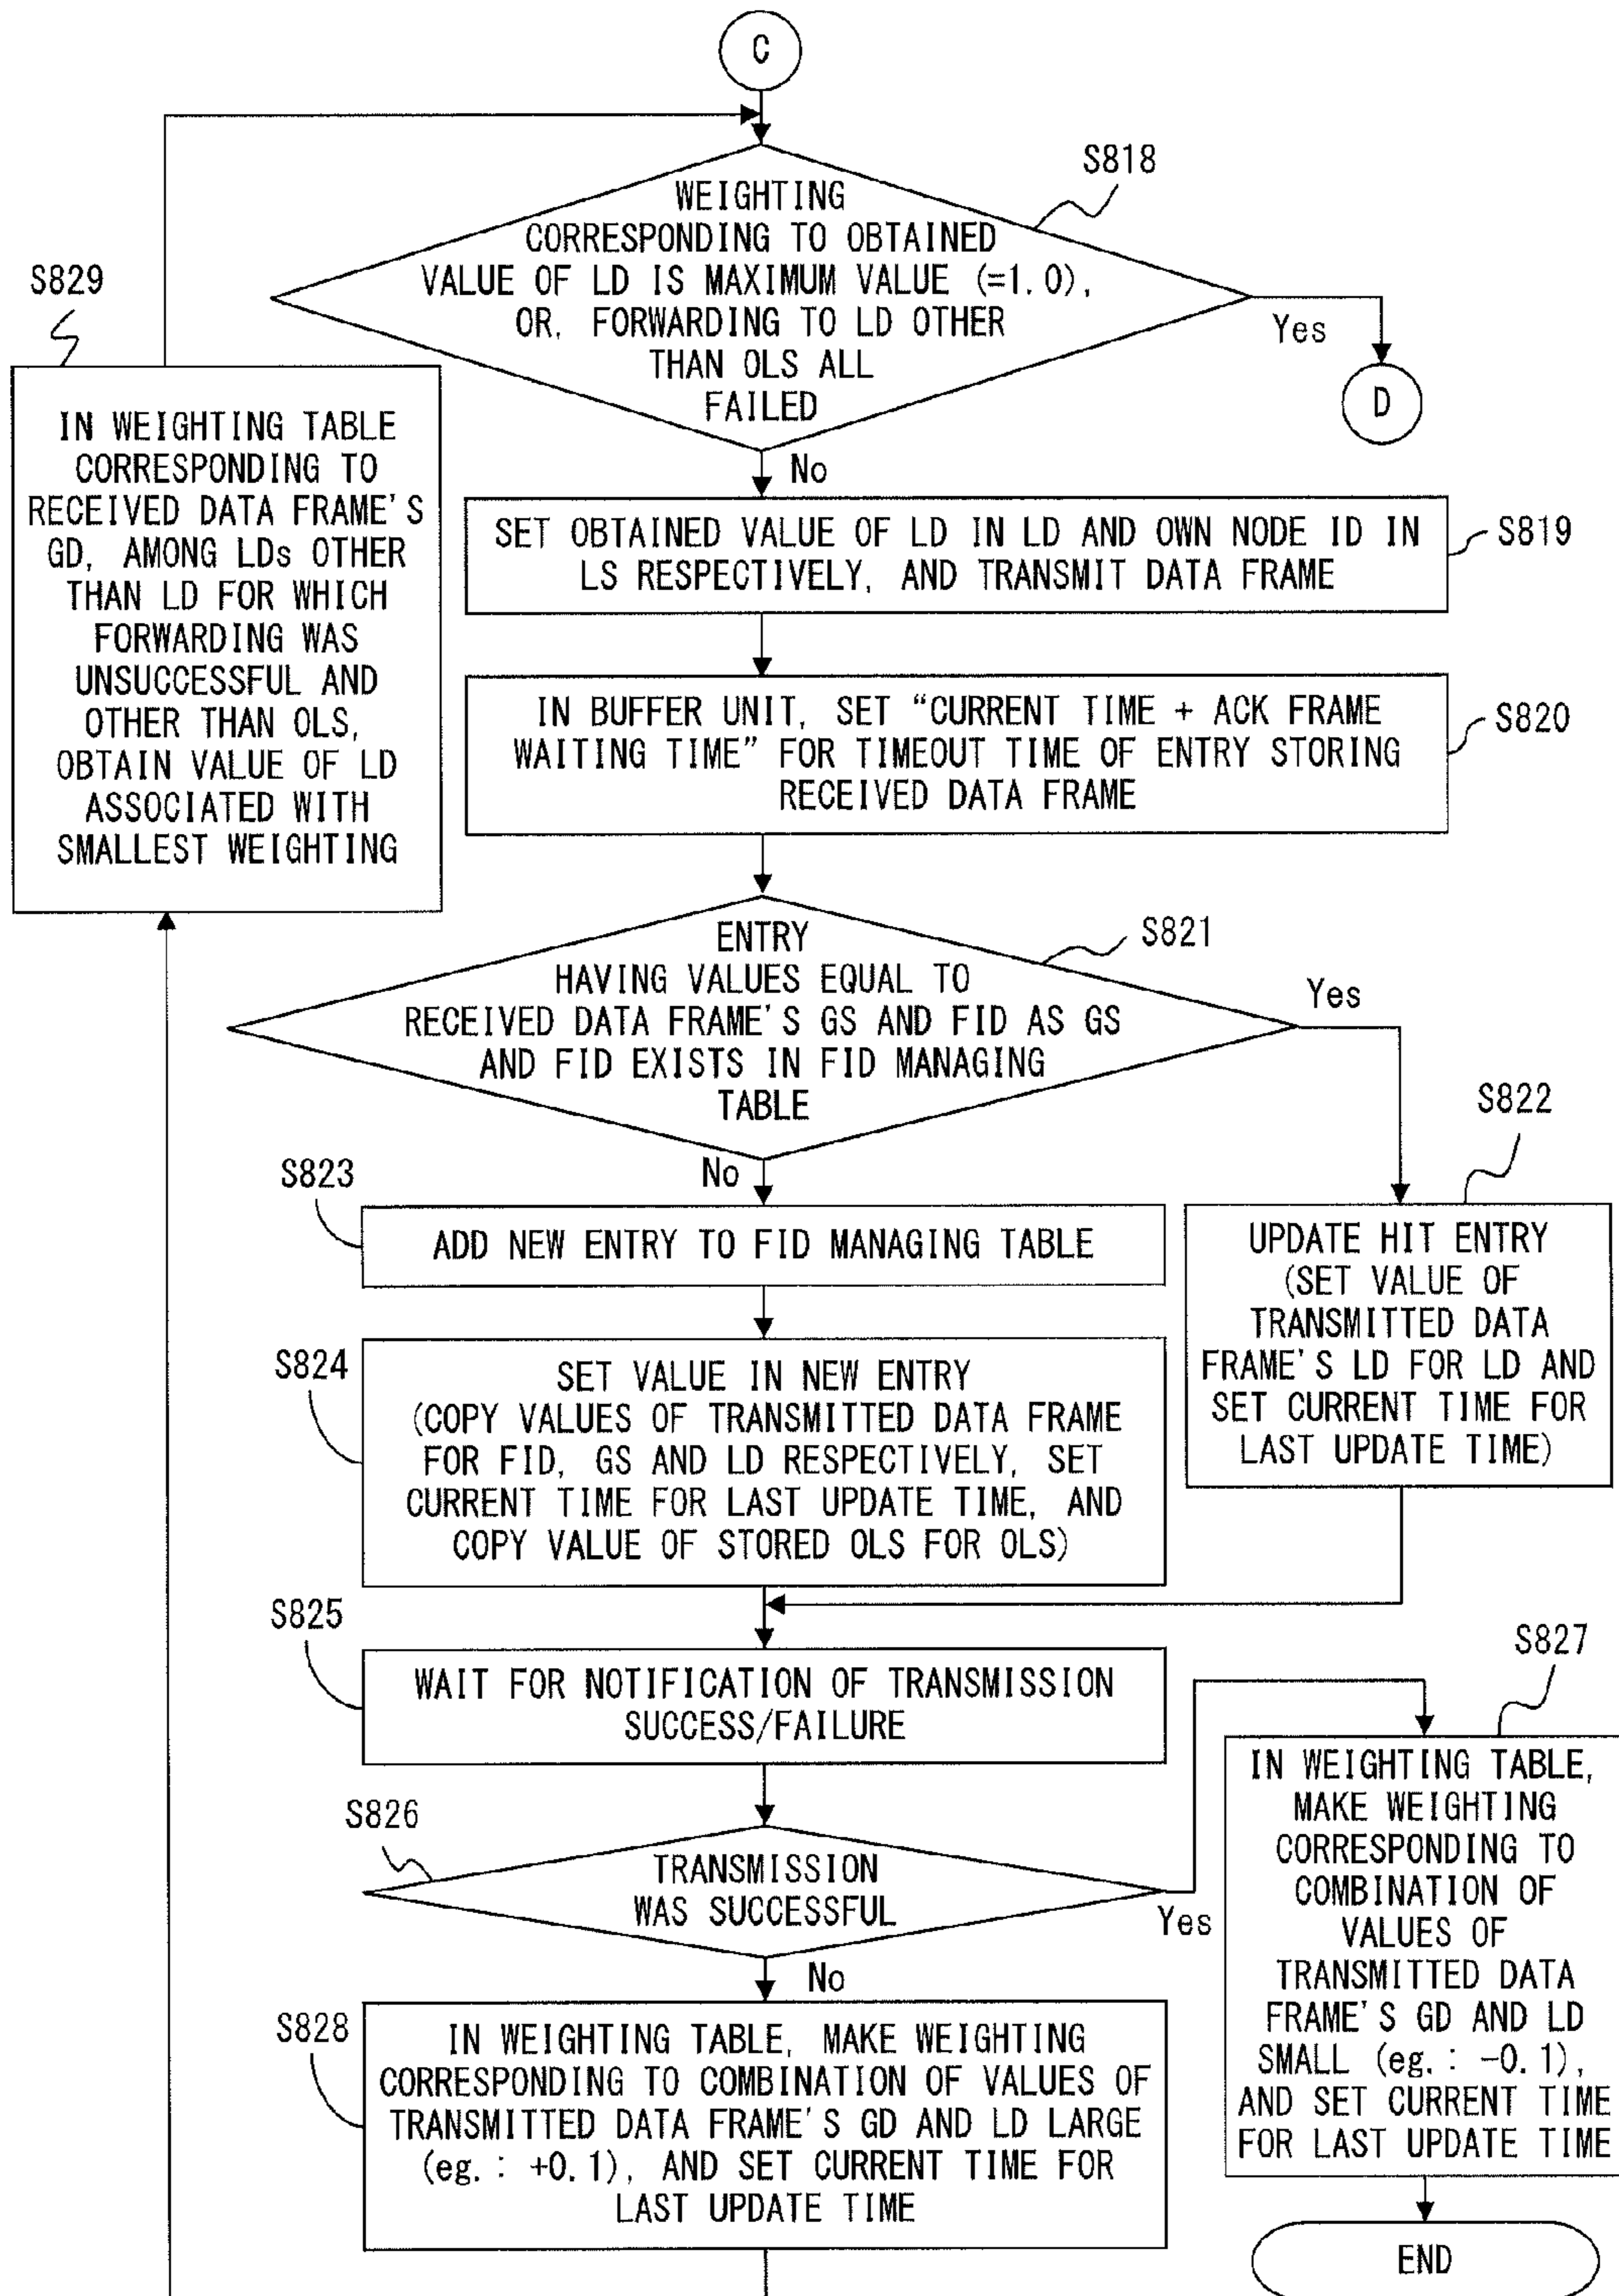 C
S818
WEIGHTING
CORRESPONDING TO OBTAINED
VALUE OF LD IS MAXIMUM VALUE (=1.0),
OR, FORWARDING TO LD OTHER
THAN OLS ALL
FAILED
Yes
D
No
S829
IN WEIGHTING TABLE
CORRESPONDING TO
RECEIVED DATA FRAME'S
GD, AMONG LDs OTHER
THAN LD FOR WHICH
FORWARDING WAS
UNSUCCESSFUL AND
OTHER THAN OLS,
OBTAIN VALUE OF LD
ASSOCIATED WITH
SMALLEST WEIGHTING
SET OBTAINED VALUE OF LD IN LD AND OWN NODE ID IN
LS RESPECTIVELY, AND TRANSMIT DATA FRAME
S819
IN BUFFER UNIT, SET “CURRENT TIME + ACK FRAME
WAITING TIME” FOR TIMEOUT TIME OF ENTRY STORING
RECEIVED DATA FRAME
S820
S821
ENTRY
HAVING VALUES EQUAL TO
RECEIVED DATA FRAME'S GS AND FID AS GS
AND FID EXISTS IN FID MANAGING
TABLE
Yes
No
S822
UPDATE HIT ENTRY
(SET VALUE OF
TRANSMITTED DATA
FRAME'S LD FOR LD AND
SET CURRENT TIME FOR
LAST UPDATE TIME)
S823
ADD NEW ENTRY TO FID MANAGING TABLE
S824
SET VALUE IN NEW ENTRY
(COPY VALUES OF TRANSMITTED DATA FRAME
FOR FID, GS AND LD RESPECTIVELY, SET
CURRENT TIME FOR LAST UPDATE TIME, AND
COPY VALUE OF STORED OLS FOR OLS)
S825
WAIT FOR NOTIFICATION OF TRANSMISSION
SUCCESS/FAILURE
S826
TRANSMISSION
WAS SUCCESSFUL
Yes
No
S827
IN WEIGHTING TABLE,
MAKE WEIGHTING
CORRESPONDING TO
COMBINATION OF
VALUES OF
TRANSMITTED DATA
FRAME'S GD AND LD
SMALL (eg.: -0.1),
AND SET CURRENT TIME
FOR LAST UPDATE TIME
S828
IN WEIGHTING TABLE, MAKE WEIGHTING
CORRESPONDING TO COMBINATION OF VALUES OF
TRANSMITTED DATA FRAME'S GD AND LD LARGE
(eg.: +0.1), AND SET CURRENT TIME FOR
LAST UPDATE TIME
END